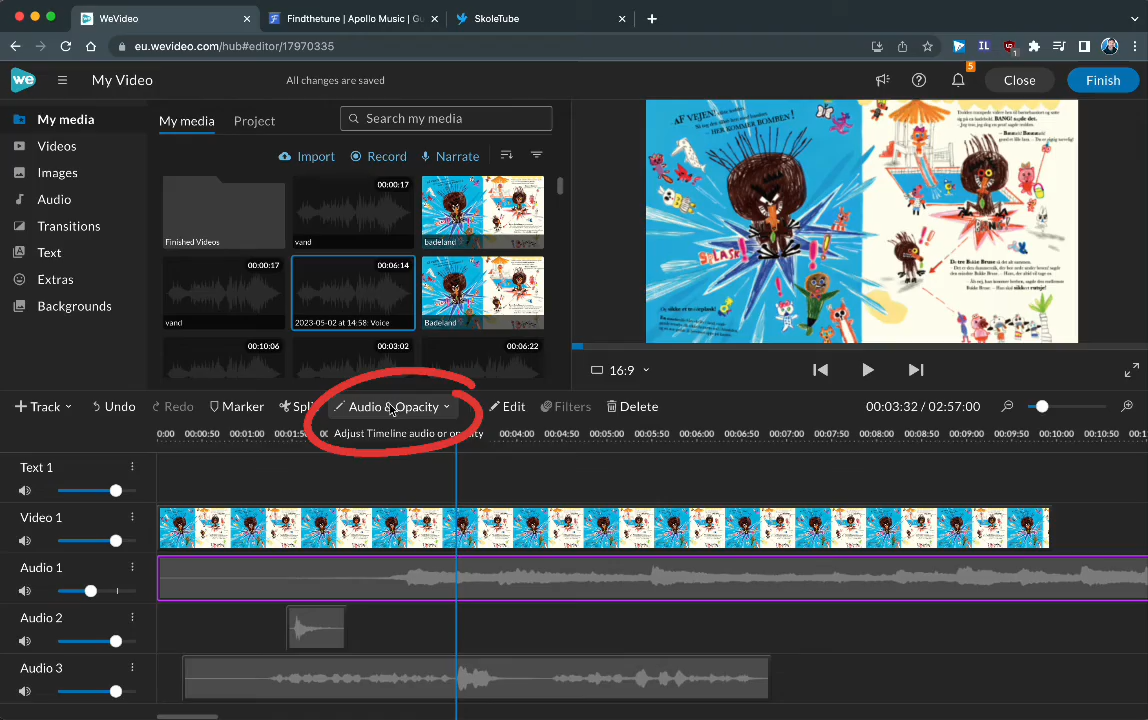 WeVideo
Findthetune | Apollo Music | Gu
SkoleTube
eu.wevideo.com/hub#editor/17970335
IL
1
5
we
My Video
All changes are saved
Close
Finish
My media
Videos
Images
Audio
Transitions
Text
Extras
Backgrounds
My media
Project
Search my media
Import
Record
Narrate
Finished Videos
00:00:17
vand
badeland
00:00:17
vand
00:06:14
2023-05-02 at 14:58: Voice
Badeland
00:10:06
00:03:02
00:06:22
AF VEJEN!
– HER KOMMER BOMBEN!
SPLASH!
BANG!
16:9
Track
Undo
Redo
Marker
Split
Audio & Opacity
Edit
Filters
Delete
00:03:32 / 02:57:00
Adjust Timeline audio or opacity
0:00
00:00:50
00:01:00
00:01:50
00:04:00
00:04:50
00:05:00
00:05:50
00:06:00
00:06:50
00:07:00
00:07:50
00:08:00
00:08:50
00:09:00
00:09:50
00:10:00
00:10:50
Text 1
Video 1
Audio 1
Audio 2
Audio 3